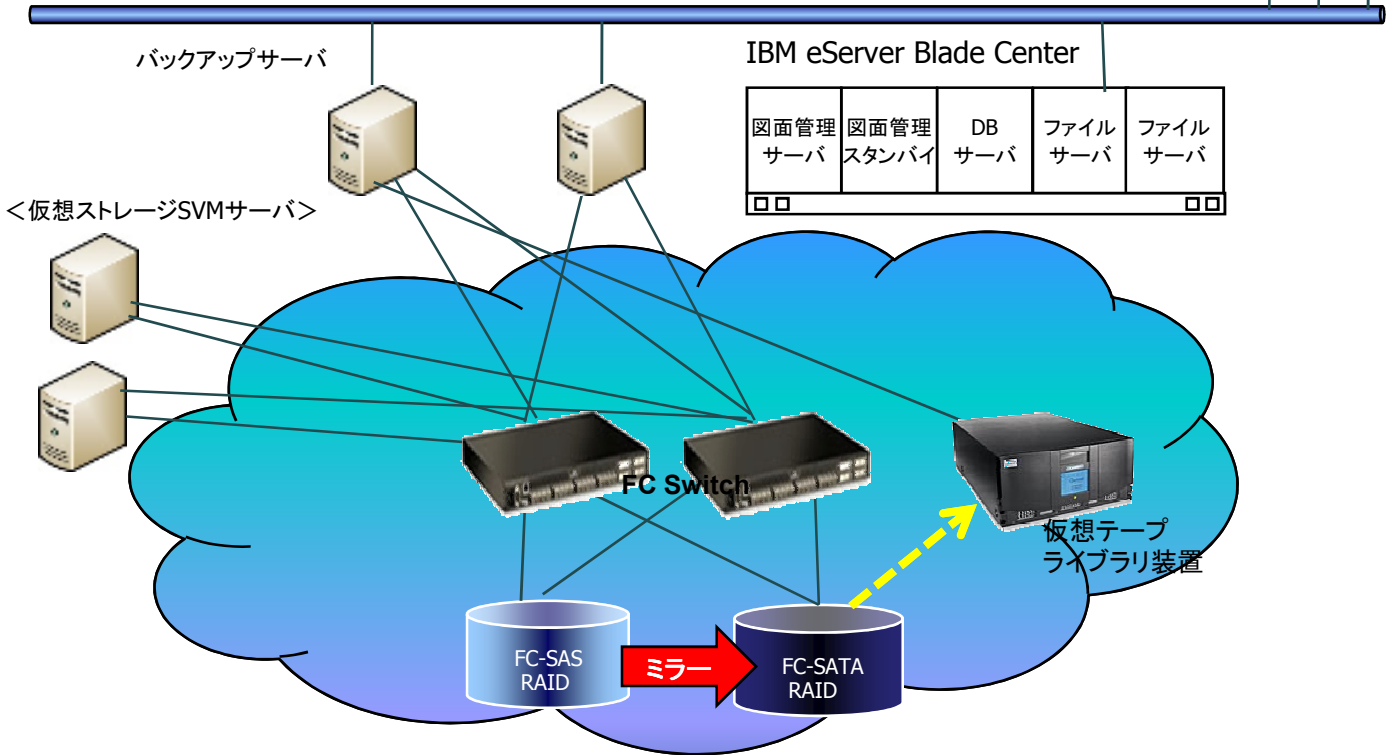 バックアップサーバ
IBM eServer Blade Center
図面管理
サーバ
図面管理
スタンバイ
DB
サーバ
ファイル
サーバ
ファイル
サーバ
＜仮想ストレージSVMサーバ＞
FC Switch
仮想テープ
ライブラリ装置
FC-SAS
RAID
ミラー
FC-SATA
RAID